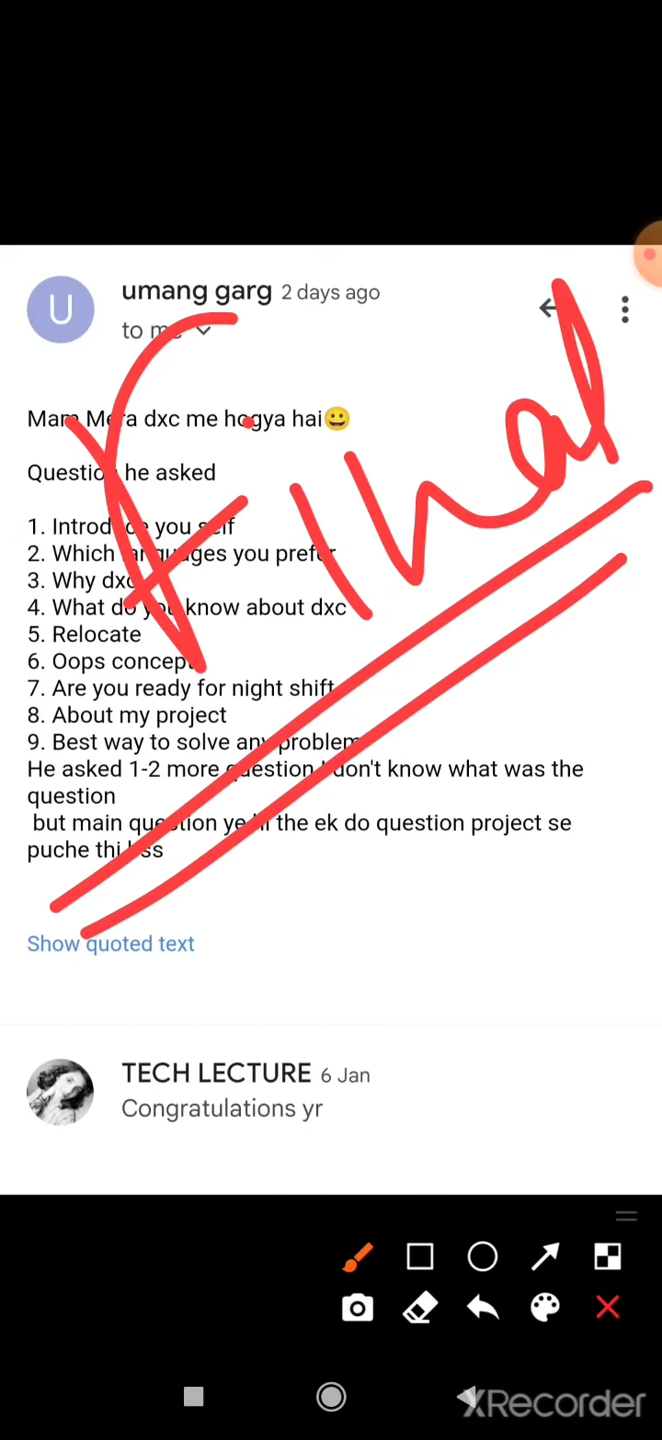 umang garg 2 days ago
to me
Mam Mera dxc me hogya hai😀
Question he asked
1. Introduce you self
2. Which languages you prefer
3. Why dxc
4. What do you know about dxc
5. Relocate
6. Oops concept
7. Are you ready for night shift
8. About my project
9. Best way to solve any problem
He asked 1-2 more question I don't know what was the
question
but main question ye hi the ek do question project se
puche thi bss
Show quoted text
TECH LECTURE 6 Jan
Congratulations yr
Final
U
XRecorder